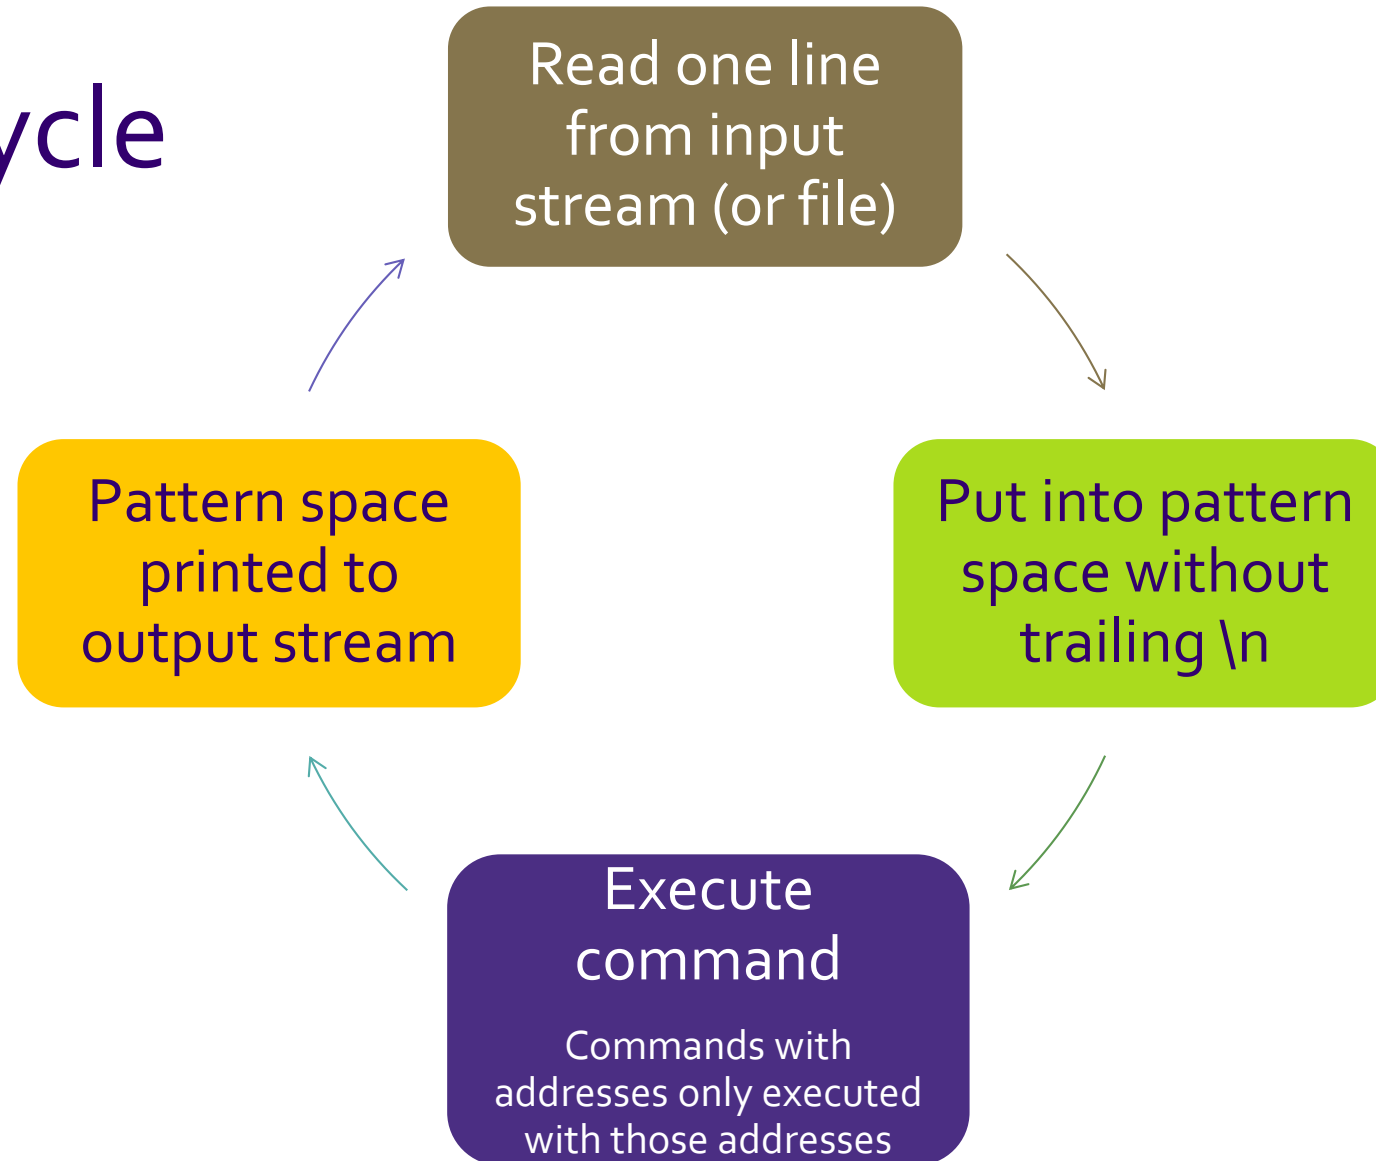 ycle
Read one line
from input
stream (or file)
Put into pattern
space without
trailing \n
Execute
command
Commands with
addresses only executed
with those addresses
Pattern space
printed to
output stream